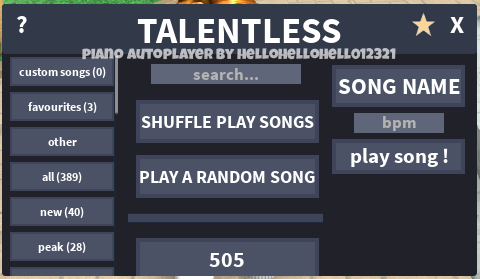 ?
TALENTLESS
X
PIANO AUTOPLAYER BY HELLOHELLOHELLO12321
custom songs (0)
favourites (3)
other
all (389)
new (40)
peak (28)
search...
SHUFFLE PLAY SONGS
PLAY A RANDOM SONG
505
SONG NAME
bpm
play song !